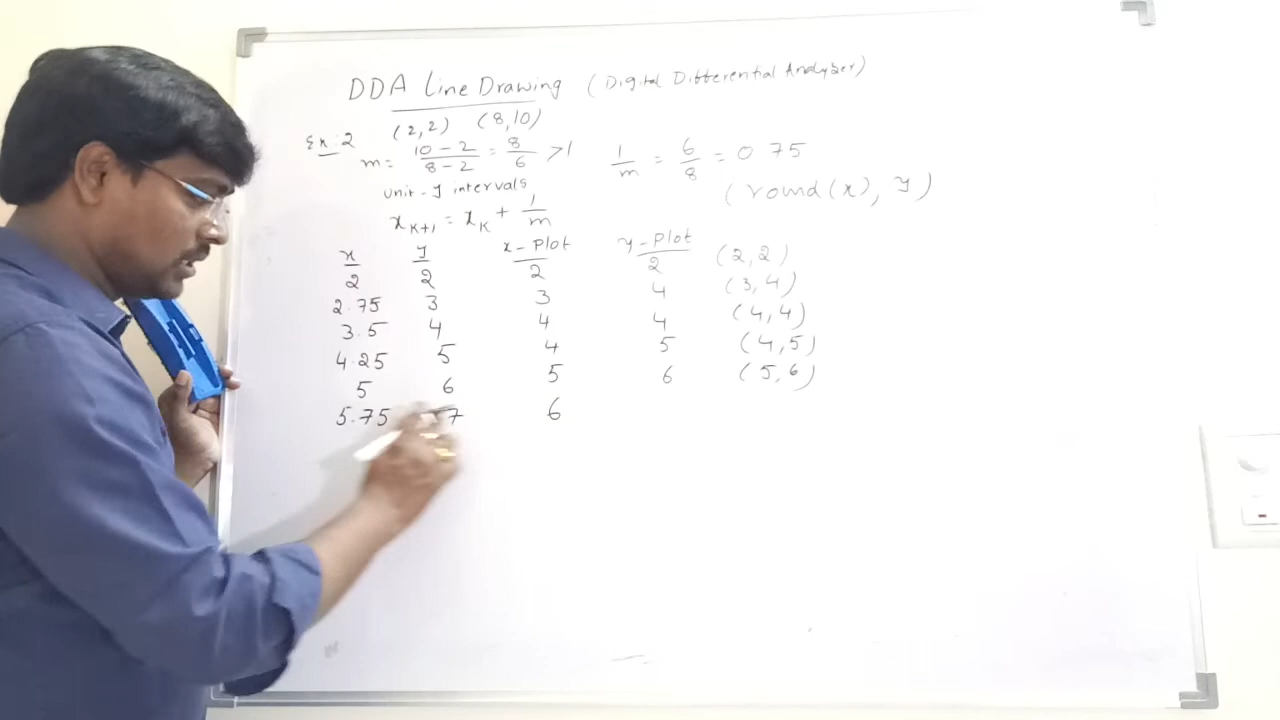 DDA Line Drawing (Digital Differential Analyzer)
Ex:2 (2,2) (8,10)
m = 10-2/8-2 = 8/6 >1 1/m = 6/8 = 0 75
unit-y intervals (round(x), y)
x_{K+1} = x_K + 1/m
x y x-Plot y-Plot
2 2 2 2 (2,2)
2.75 3 3 4 (3,4)
3.5 4 4 4 (4,4)
4.25 5 4 5 (4,5)
5 6 5 6 (5,6)
5.75 7 6